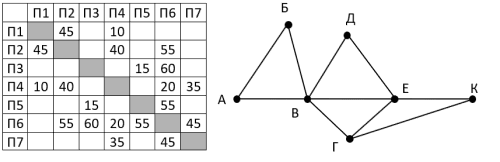 П1 П2 П3 П4 П5 П6 П7
П1 45 10
П2 45 40 55
П3 15 60
П4 10 40 20 35
П5 15 55
П6 55 60 20 55 45
П7 35 45
Б
Д
А В Е К
Г